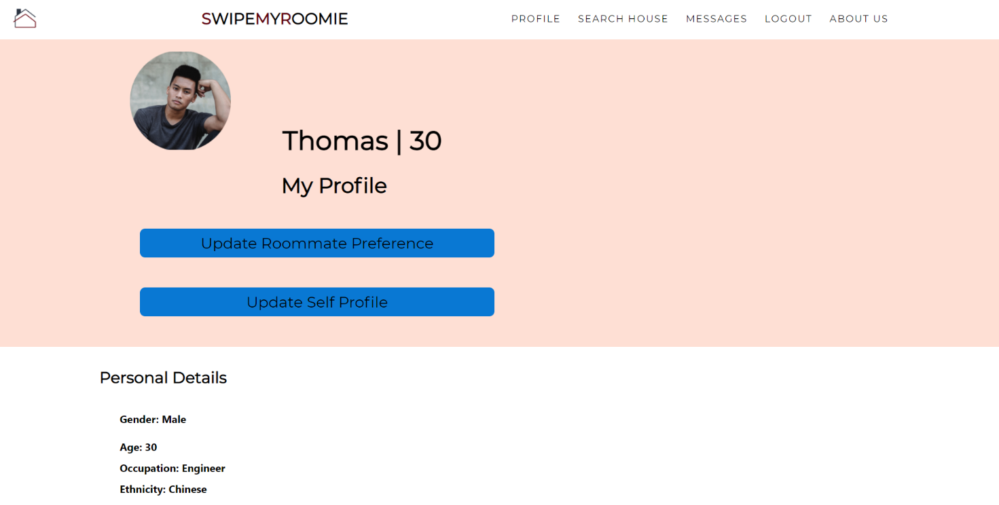 SWIPEMYROOMIE PROFILE SEARCH HOUSE MESSAGES LOGOUT ABOUT US
Thomas | 30
My Profile
Update Roommate Preference
Update Self Profile
Personal Details
Gender: Male
Age: 30
Occupation: Engineer
Ethnicity: Chinese